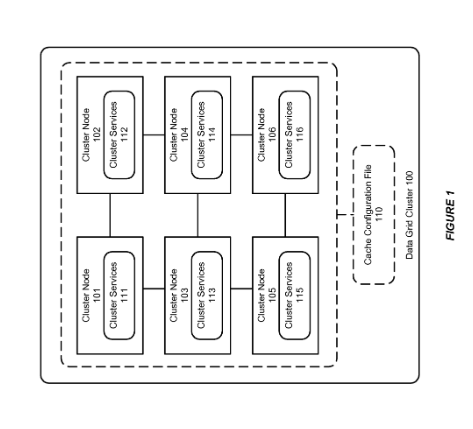 Cluster Node
101
Cluster Services
111
Cluster Node
102
Cluster Services
112
Cluster Node
103
Cluster Services
113
Cluster Node
104
Cluster Services
114
Cluster Node
105
Cluster Services
115
Cluster Node
106
Cluster Services
116
Cache Configuration File
110
Data Grid Cluster 100
FIGURE 1